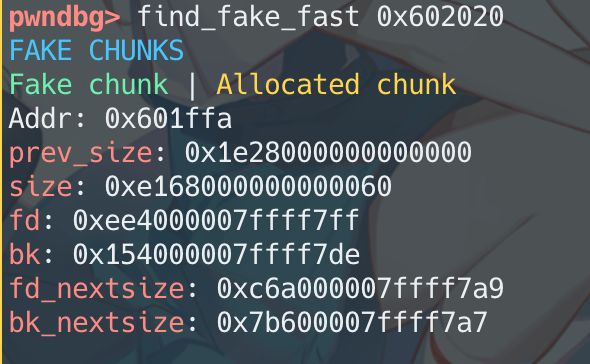 pwndbg> find_fake_fast 0x602020
FAKE CHUNKS
Fake chunk | Allocated chunk
Addr: 0x601ffa
prev_size: 0x1e28000000000000
size: 0xe168000000000060
fd: 0xee4000007ffff7ff
bk: 0x154000007ffff7de
fd_nextsize: 0xc6a000007ffff7a9
bk_nextsize: 0x7b600007ffff7a7